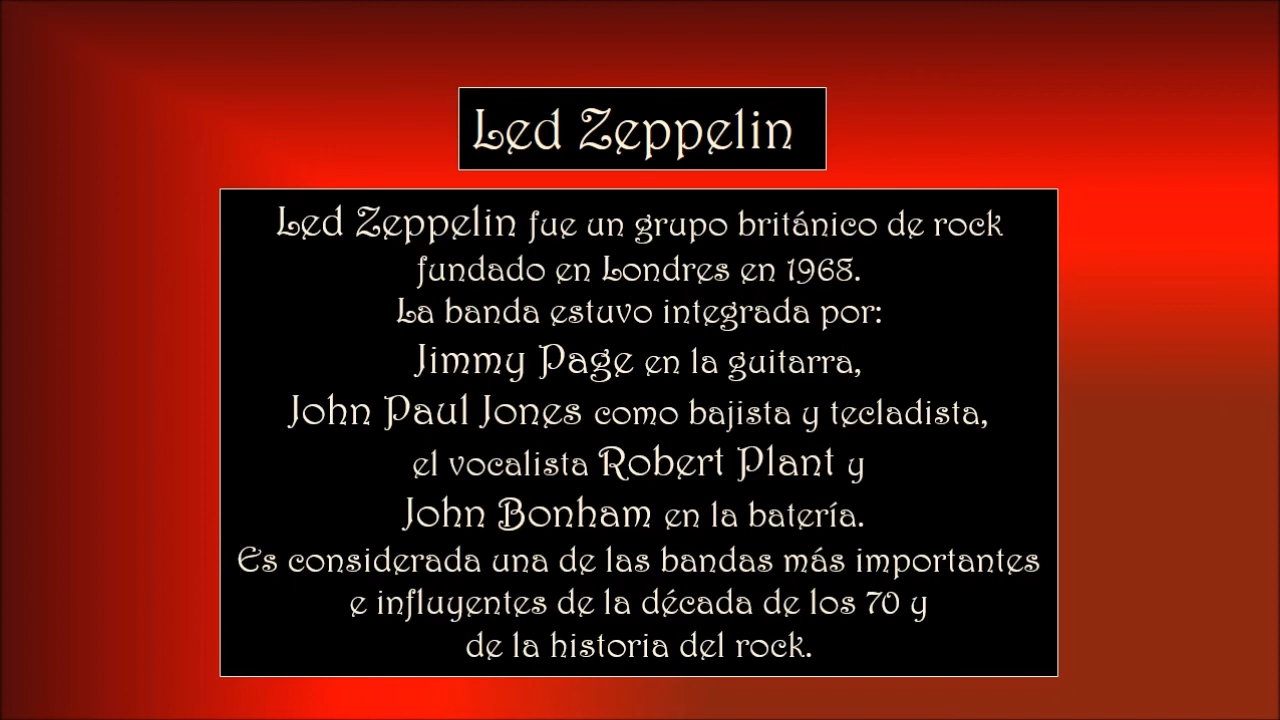 Led Zeppelin
Led Zeppelin fue un grupo británico de rock
fundado en Londres en 1968.
La banda estuvo integrada por:
Jimmy Page en la guitarra,
John Paul Jones como bajista y tecladista,
el vocalista Robert Plant y
John Bonham en la batería.
Es considerada una de las bandas más importantes
e influyentes de la década de los 70 y
de la historia del rock.